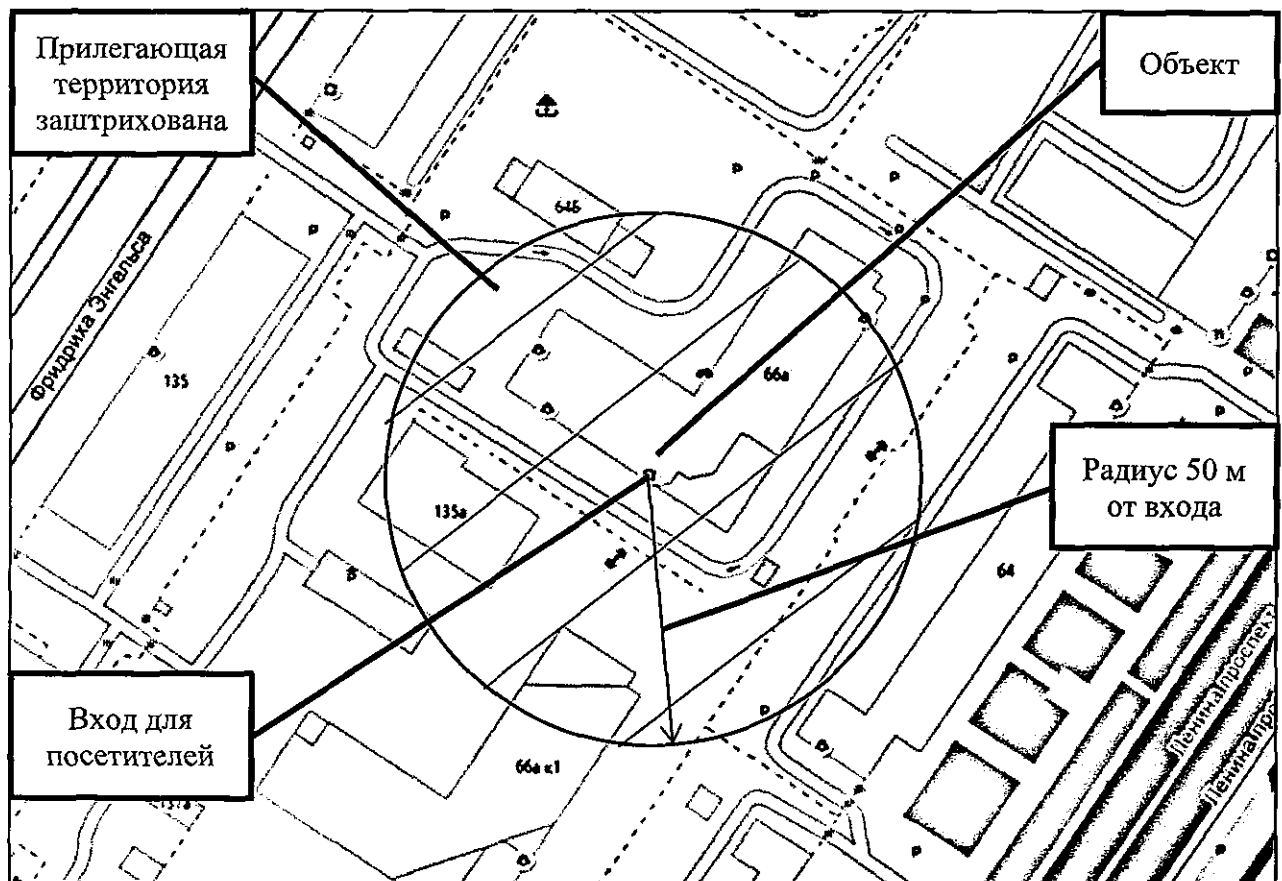 Прилегающая
территория
заштрихована
Объект
64б
Фридриха Энгельса
135
66а
Радиус 50 м
от входа
135а
64
Вход для
посетителей
66а к1
Ленина проспект